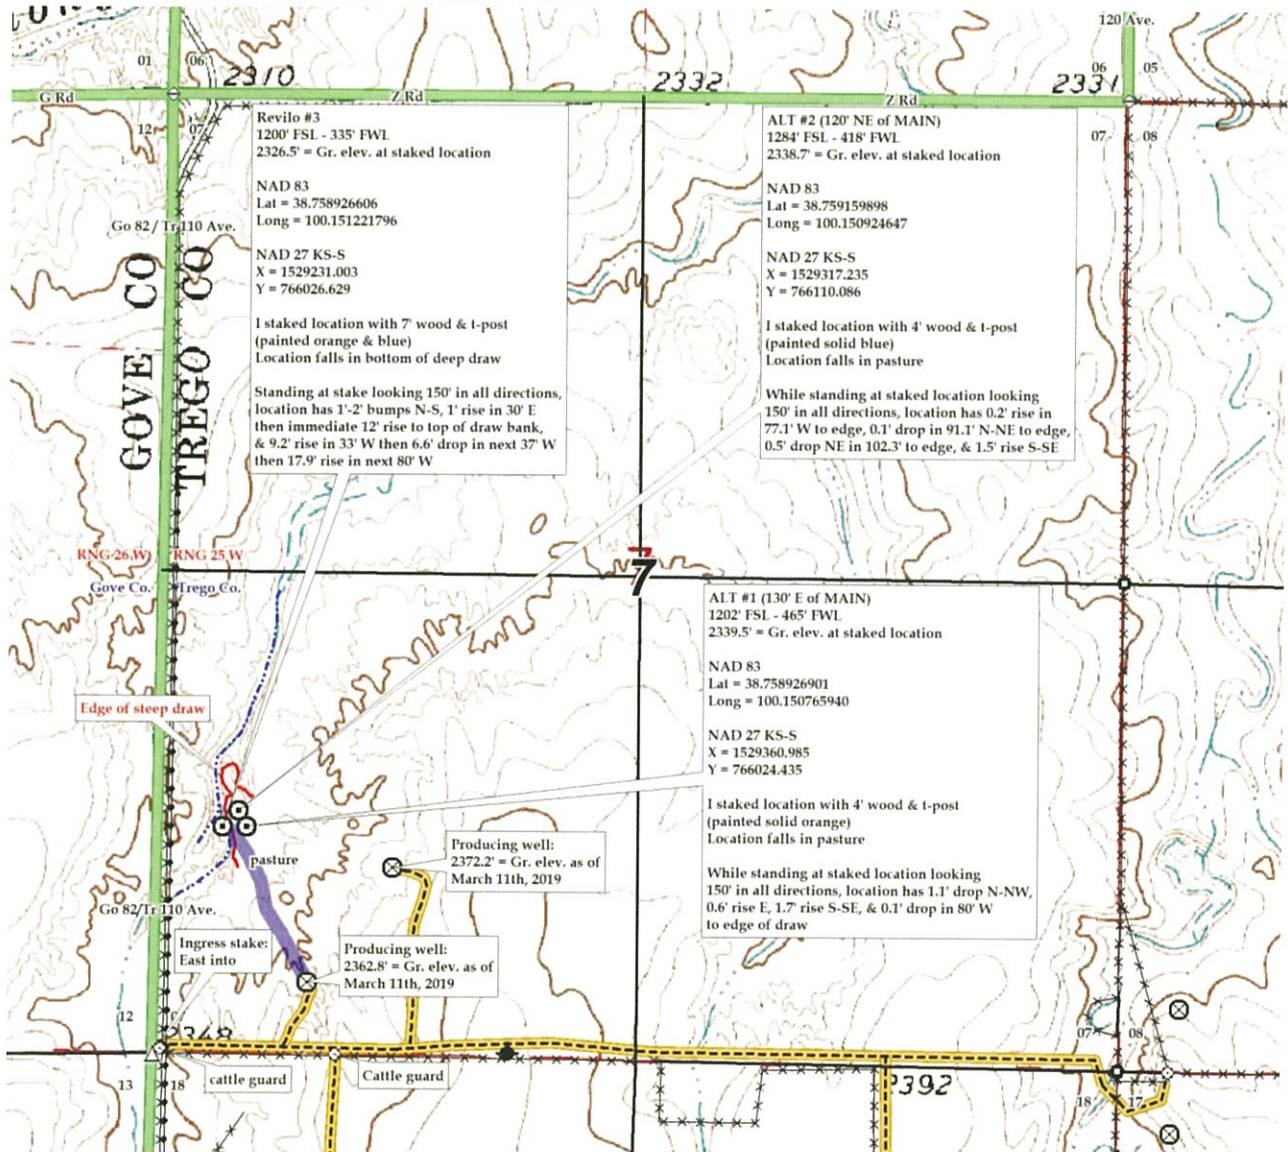 120 Ave.
01
06
2310
2332
2331
06
05
G Rd
Z Rd
Z Rd
12
07
07
08
Revilo #3
1200' FSL - 335' FWL
2326.5' = Gr. elev. at staked location
NAD 83
Lat = 38.758926606
Long = 100.151221796
NAD 27 KS-S
X = 1529231.003
Y = 766026.629
I staked location with 7' wood & t-post
(painted orange & blue)
Location falls in bottom of deep draw
Standing at stake looking 150' in all directions,
location has 1'-2' bumps N-S, 1' rise in 30' E
then immediate 12' rise to top of draw bank,
& 9.2' rise in 33' W then 6.6' drop in next 37' W
then 17.9' rise in next 80' W
ALT #2 (120' NE of MAIN)
1284' FSL - 418' FWL
2338.7' = Gr. elev. at staked location
NAD 83
Lat = 38.759159898
Long = 100.150924647
NAD 27 KS-S
X = 1529317.235
Y = 766110.086
I staked location with 4' wood & t-post
(painted solid blue)
Location falls in pasture
While standing at staked location looking
150' in all directions, location has 0.2' rise in
77.1' W to edge, 0.1' drop in 91.1' N-NE to edge,
0.5' drop NE in 102.3' to edge, & 1.5' rise S-SE
Go 82 / Tr 110 Ave.
GOVE CO
TREGO CO
RNG 26 W
RNG 25 W
Gove Co.
Trego Co.
7
ALT #1 (130' E of MAIN)
1202' FSL - 465' FWL
2339.5' = Gr. elev. at staked location
NAD 83
Lat = 38.758926901
Long = 100.150765940
NAD 27 KS-S
X = 1529360.985
Y = 766024.435
I staked location with 4' wood & t-post
(painted solid orange)
Location falls in pasture
While standing at staked location looking
150' in all directions, location has 1.1' drop N-NW,
0.6' rise E, 1.7' rise S-SE, & 0.1' drop in 80' W
to edge of draw
Edge of steep draw
pasture
Producing well:
2372.2' = Gr. elev. as of
March 11th, 2019
Go 82/Tr 110 Ave.
Ingress stake:
East into
Producing well:
2362.8' = Gr. elev. as of
March 11th, 2019
12
2348
07
08
13
18
cattle guard
Cattle guard
2392
18
17